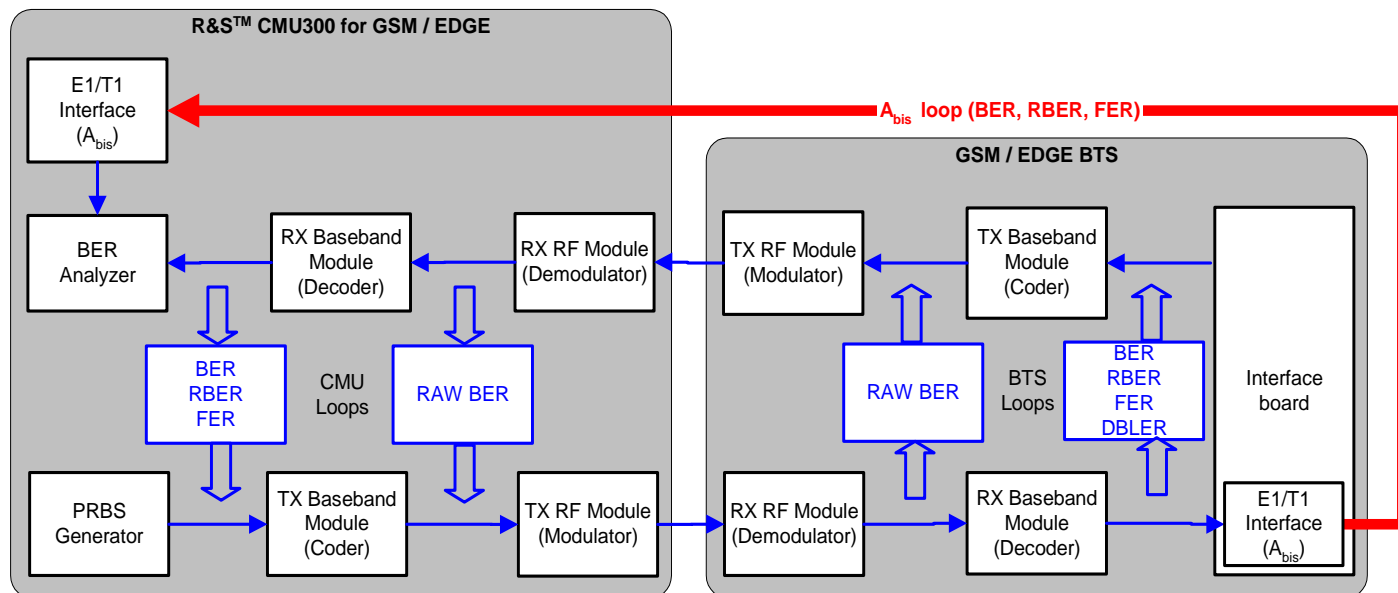 R&S™ CMU300 for GSM / EDGE
E1/T1
Interface
(Abis)
Abis loop (BER, RBER, FER)
GSM / EDGE BTS
BER
Analyzer
RX Baseband
Module
(Decoder)
RX RF Module
(Demodulator)
TX RF Module
(Modulator)
TX Baseband
Module
(Coder)
BER
RBER
FER
CMU
Loops
RAW BER
RAW BER
BTS
Loops
BER
RBER
FER
DBLER
Interface
board
PRBS
Generator
TX Baseband
Module
(Coder)
TX RF Module
(Modulator)
RX RF Module
(Demodulator)
RX Baseband
Module
(Decoder)
E1/T1
Interface
(Abis)